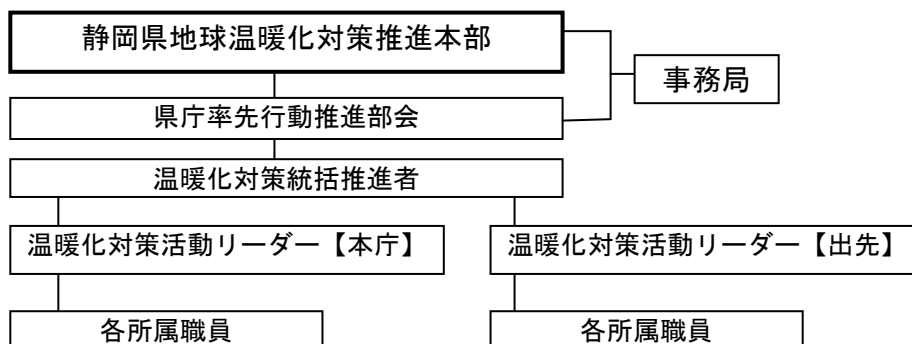 静岡県地球温暖化対策推進本部
事務局
県庁率先行動推進部会
温暖化対策統括推進者
温暖化対策活動リーダー【本庁】
温暖化対策活動リーダー【出先】
各所属職員
各所属職員